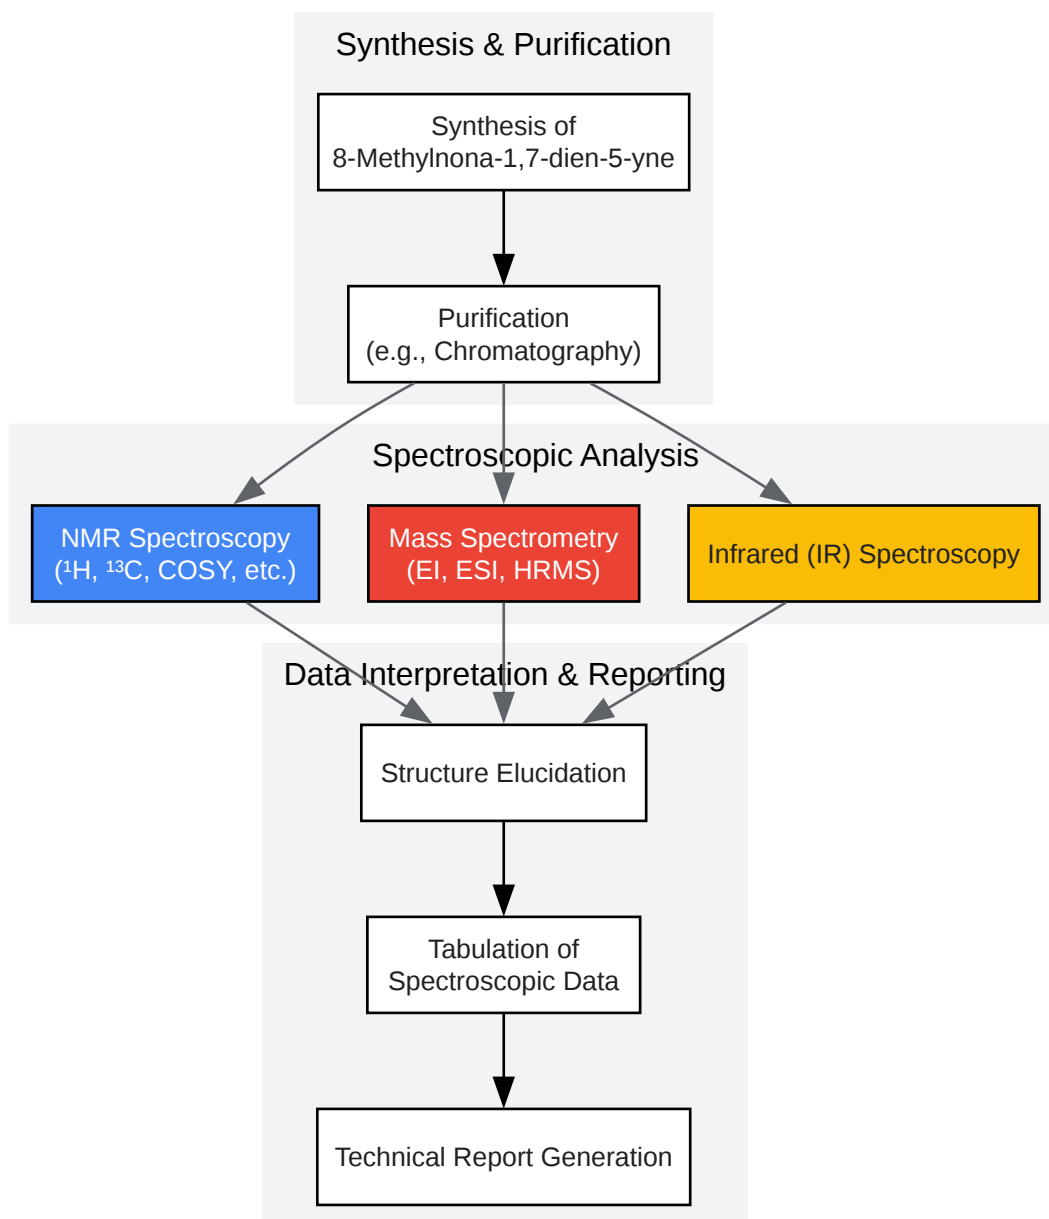 Synthesis & Purification
Synthesis of
8-Methylnona-1,7-dien-5-yne
Purification
(e.g., Chromatography)
Spectroscopic Analysis
NMR Spectroscopy
(¹H, ¹³C, COSY, etc.)
Mass Spectrometry
(EI, ESI, HRMS)
Infrared (IR) Spectroscopy
Data Interpretation & Reporting
Structure Elucidation
Tabulation of
Spectroscopic Data
Technical Report Generation